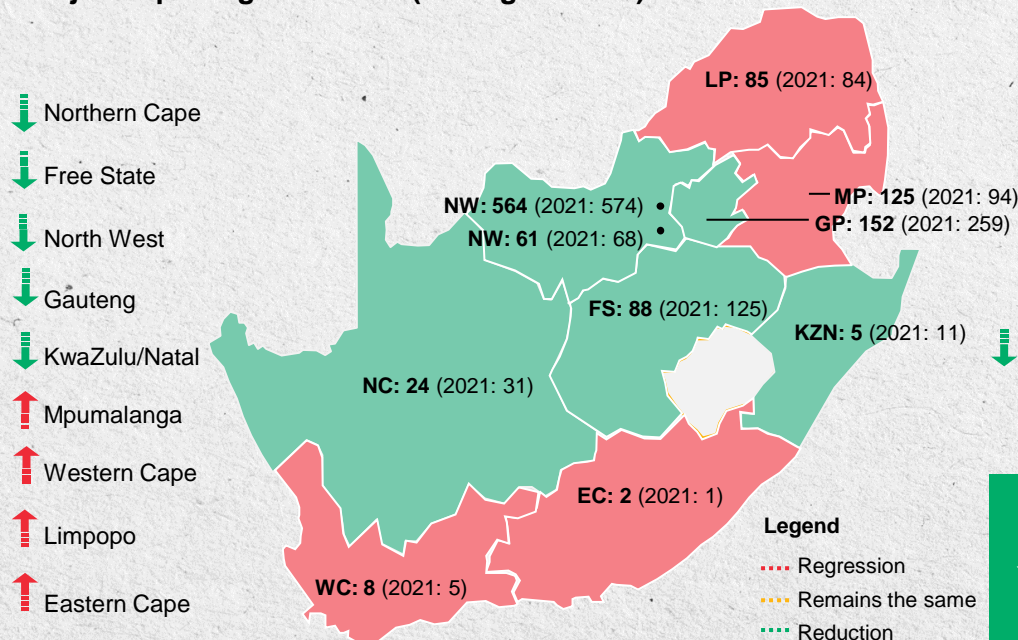 Northern Cape
Free State
North West
Gauteng
KwaZulu/Natal
Mpumalanga
Western Cape
Limpopo
Eastern Cape
LP: 85 (2021: 84)
MP: 125 (2021: 94)
GP: 152 (2021: 259)
NW: 564 (2021: 574)
NW: 61 (2021: 68)
FS: 88 (2021: 125)
KZN: 5 (2021: 11)
NC: 24 (2021: 31)
EC: 2 (2021: 1)
WC: 8 (2021: 5)
Legend
Regression
Remains the same
Reduction